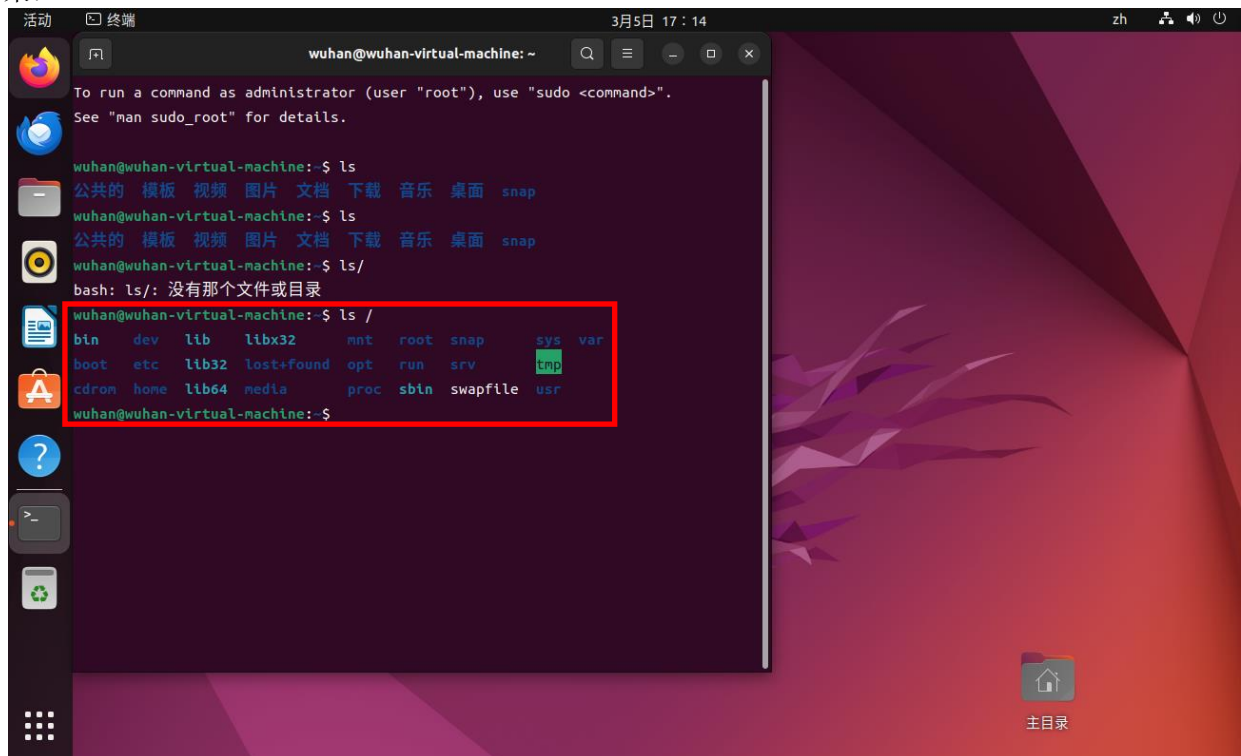 活动 终端 3月5日 17：14 zh
wuhan@wuhan-virtual-machine: ~
To run a command as administrator (user "root"), use "sudo <command>".
See "man sudo_root" for details.
wuhan@wuhan-virtual-machine:~$ ls
公共的 模板 视频 图片 文档 下载 音乐 桌面 snap
wuhan@wuhan-virtual-machine:~$ ls
公共的 模板 视频 图片 文档 下载 音乐 桌面 snap
wuhan@wuhan-virtual-machine:~$ ls/
bash: ls/: 没有那个文件或目录
wuhan@wuhan-virtual-machine:~$ ls /
bin dev lib libx32 mnt root snap sys var
boot etc lib32 lost+found opt run srv tmp
cdrom home lib64 media proc sbin swapfile usr
wuhan@wuhan-virtual-machine:~$
主目录